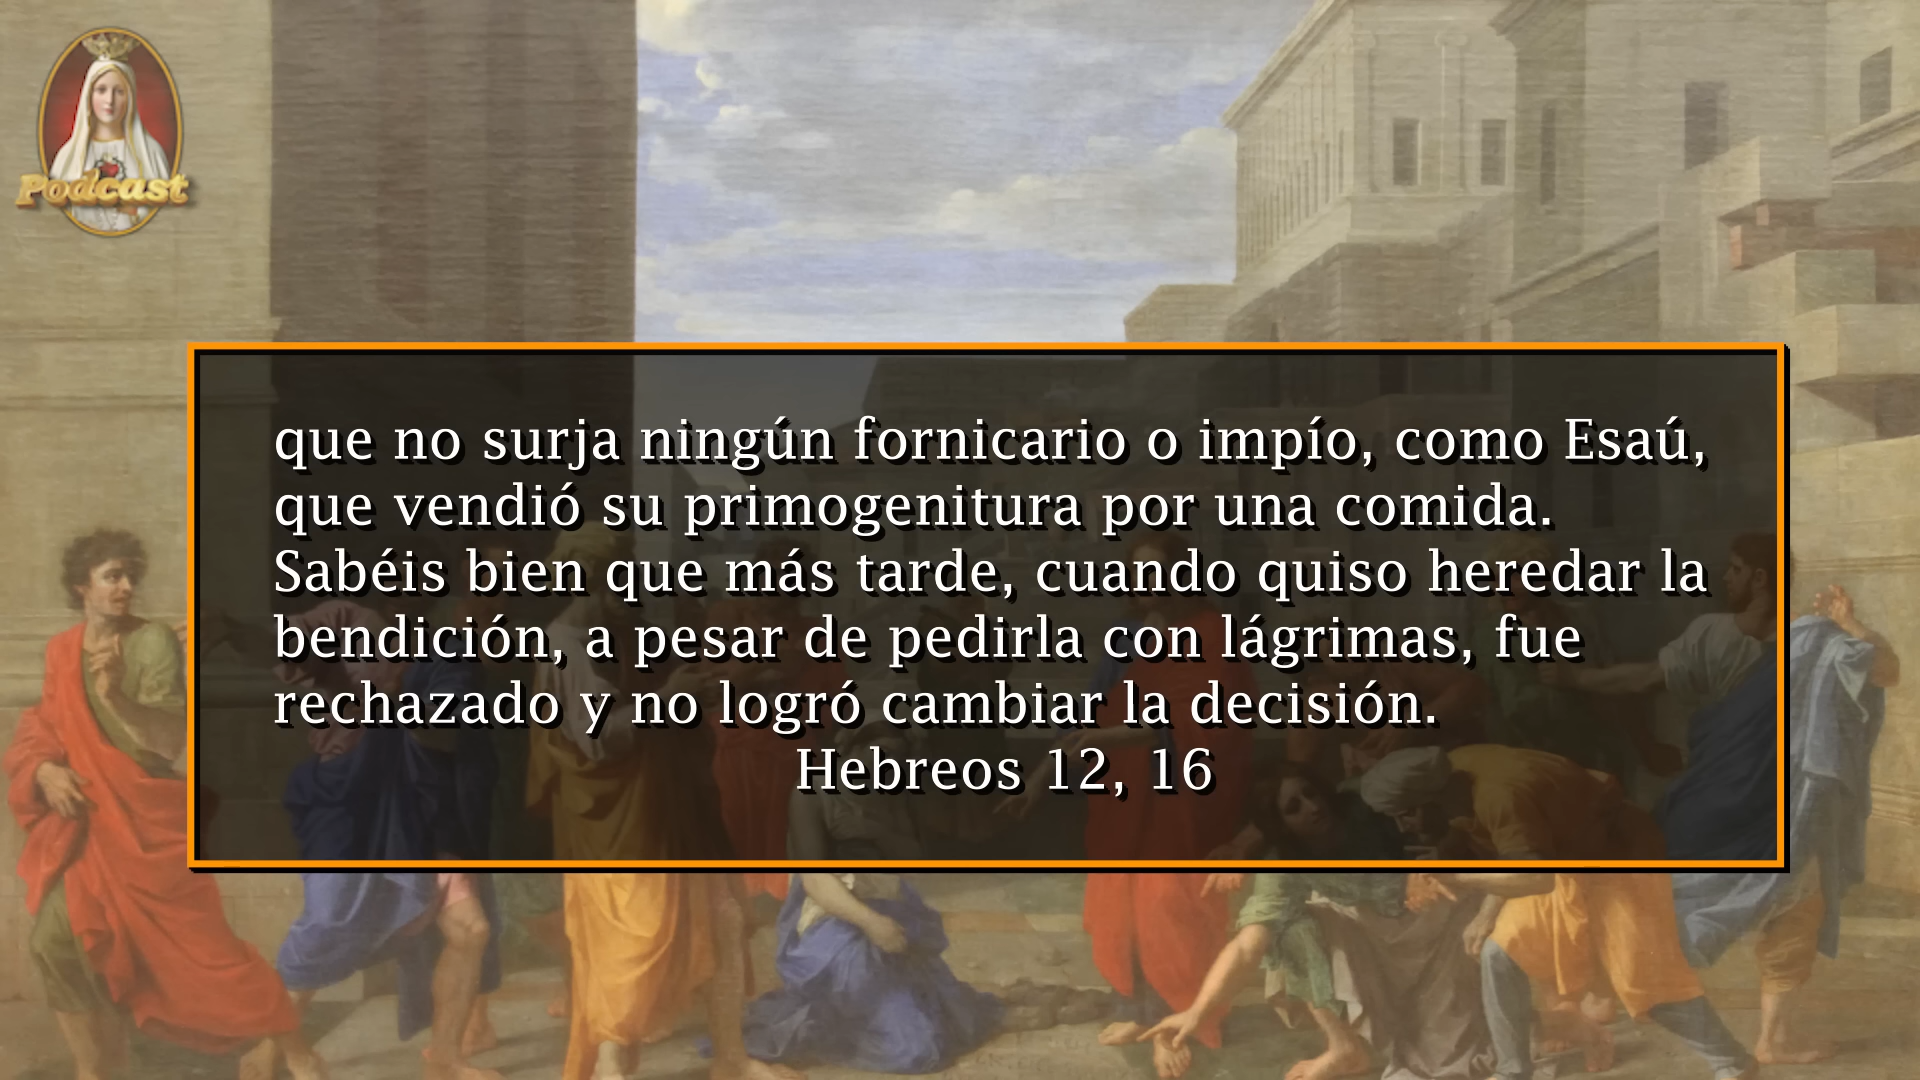 Podcast
que no surja ningún fornicario o impío, como Esaú,
que vendió su primogenitura por una comida.
Sabéis bien que más tarde, cuando quiso heredar la
bendición, a pesar de pedirla con lágrimas, fue
rechazado y no logró cambiar la decisión.
Hebreos 12, 16